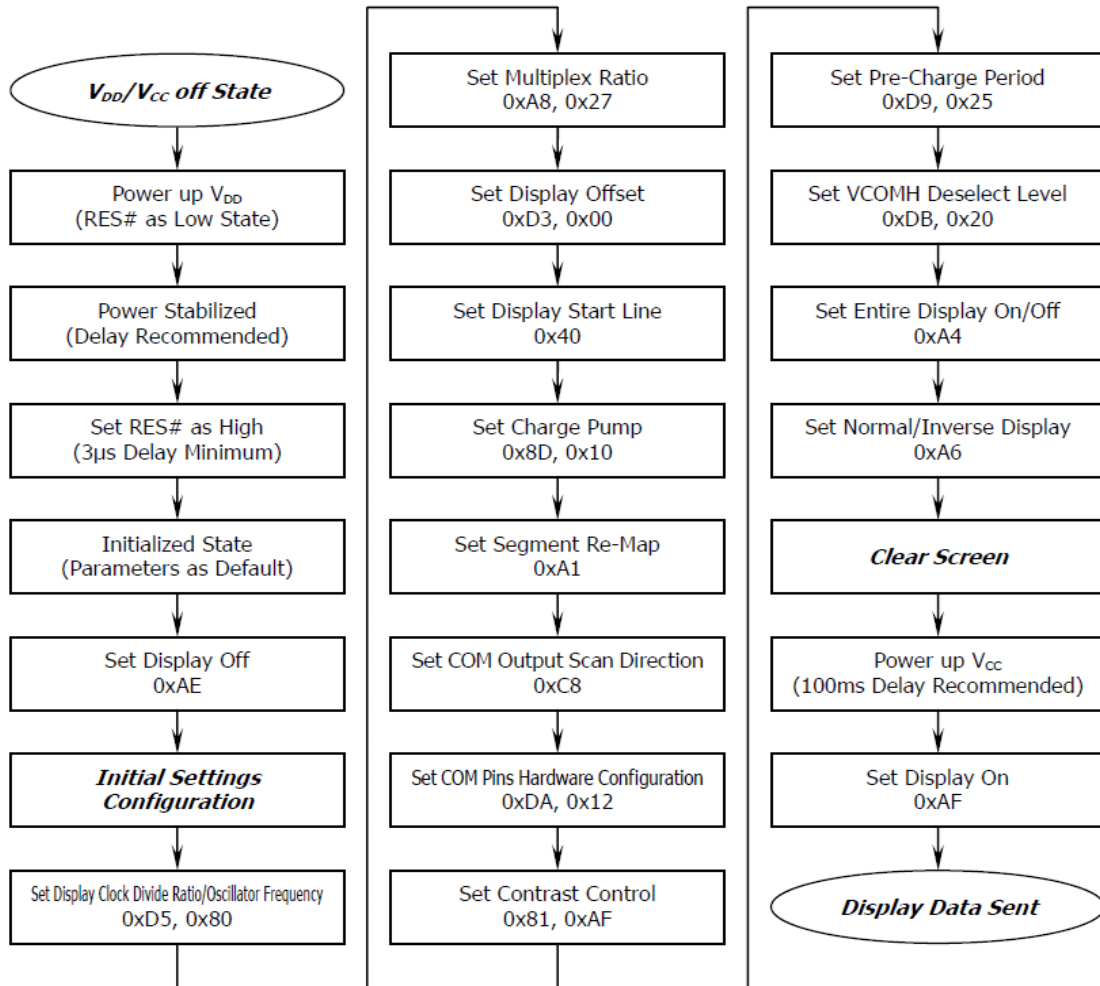 V_DD/V_CC off State
Power up V_DD
(RES# as Low State)
Power Stabilized
(Delay Recommended)
Set RES# as High
(3µs Delay Minimum)
Initialized State
(Parameters as Default)
Set Display Off
0xAE
Initial Settings
Configuration
Set Display Clock Divide Ratio/Oscillator Frequency
0xD5, 0x80
Set Multiplex Ratio
0xA8, 0x27
Set Display Offset
0xD3, 0x00
Set Display Start Line
0x40
Set Charge Pump
0x8D, 0x10
Set Segment Re-Map
0xA1
Set COM Output Scan Direction
0xC8
Set COM Pins Hardware Configuration
0xDA, 0x12
Set Contrast Control
0x81, 0xAF
Set Pre-Charge Period
0xD9, 0x25
Set VCOMH Deselect Level
0xDB, 0x20
Set Entire Display On/Off
0xA4
Set Normal/Inverse Display
0xA6
Clear Screen
Power up V_CC
(100ms Delay Recommended)
Set Display On
0xAF
Display Data Sent